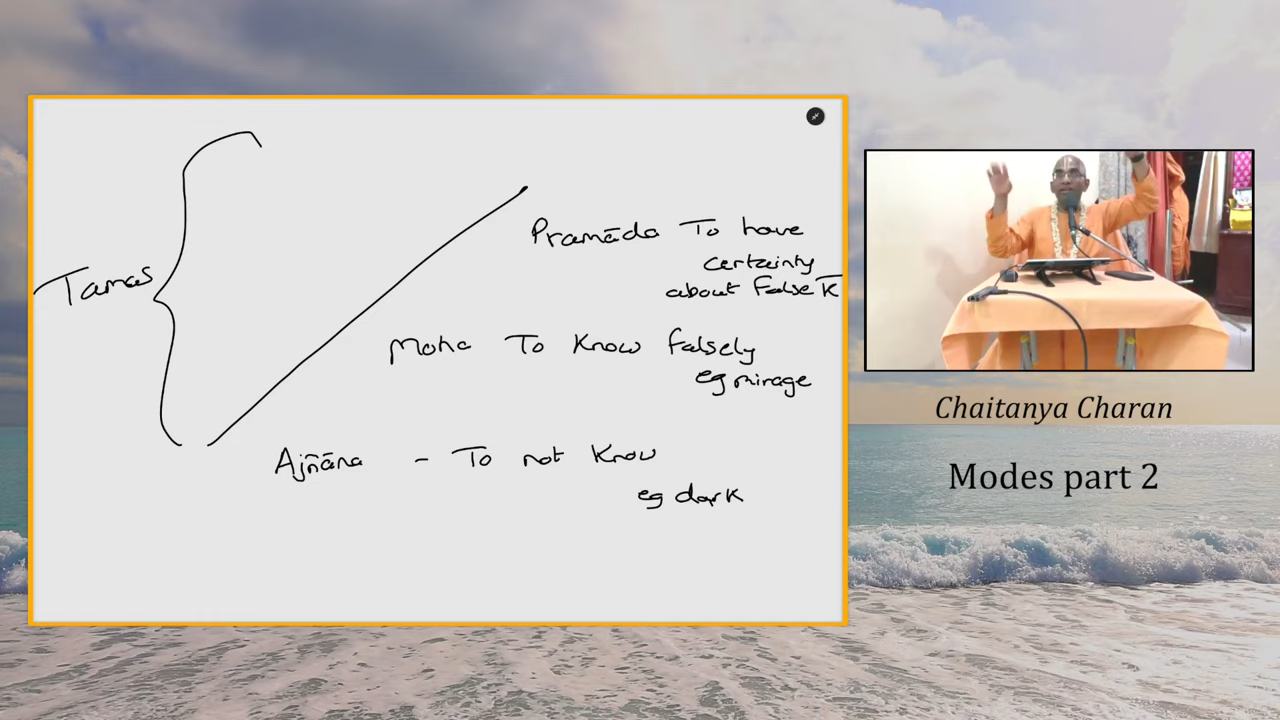 Tamas
Pramāda To have
certainty
about false K
Moha To Know falsely
eg mirage
Ajñāna - To not Know
eg dark
Chaitanya Charan
Modes part 2